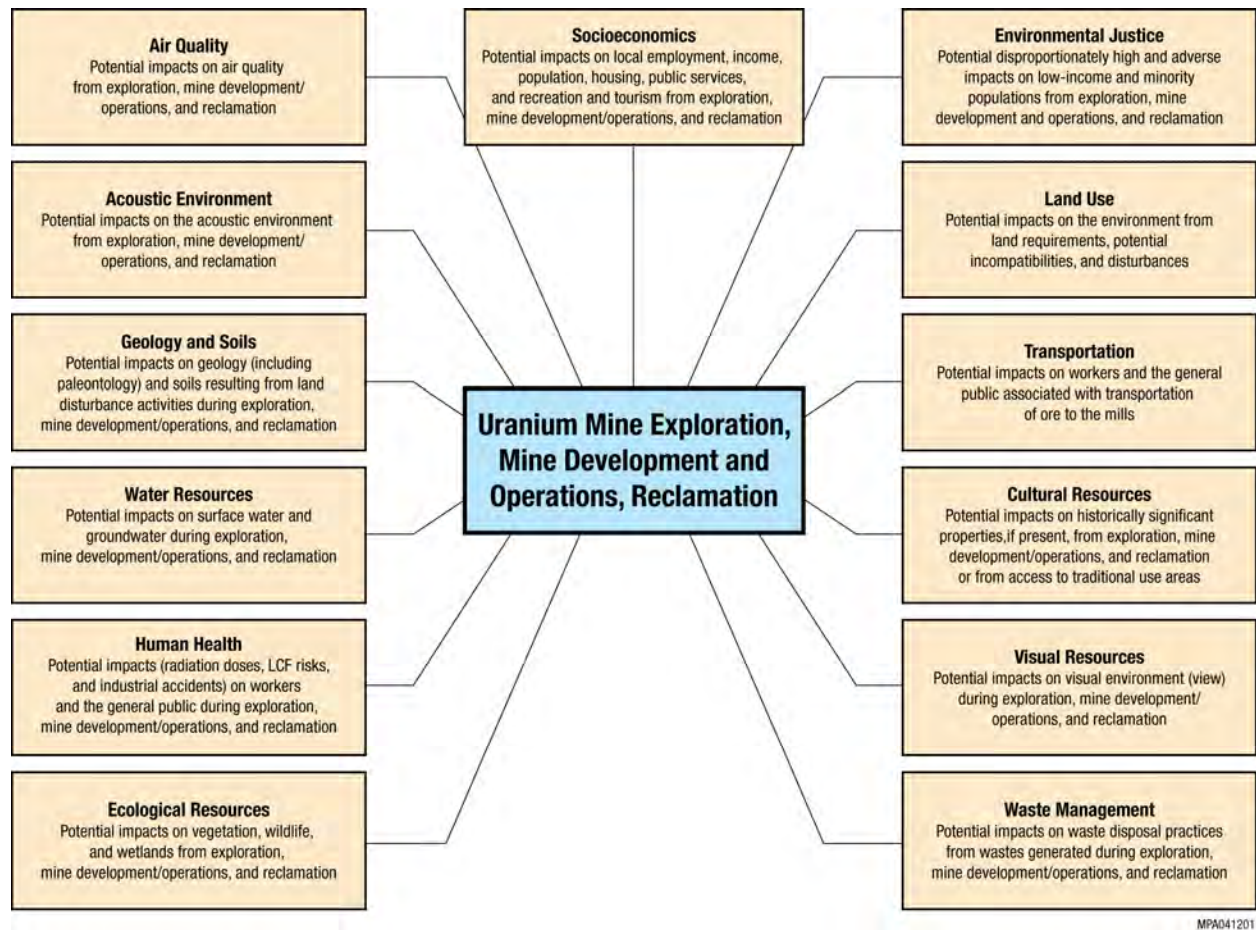 Air Quality
Potential impacts on air quality
from exploration, mine development/
operations, and reclamation
Socioeconomics
Potential impacts on local employment, income,
population, housing, public services,
and recreation and tourism from exploration,
mine development/operations, and reclamation
Environmental Justice
Potential disproportionately high and adverse
impacts on low-income and minority
populations from exploration, mine
development and operations, and reclamation
Acoustic Environment
Potential impacts on the acoustic environment
from exploration, mine development/
operations, and reclamation
Land Use
Potential impacts on the environment from
land requirements, potential
incompatibilities, and disturbances
Geology and Soils
Potential impacts on geology (including
paleontology) and soils resulting from land
disturbance activities during exploration,
mine development/operations, and reclamation
Transportation
Potential impacts on workers and the general
public associated with transportation
of ore to the mills
Uranium Mine Exploration,
Mine Development and
Operations, Reclamation
Water Resources
Potential impacts on surface water and
groundwater during exploration,
mine development/operations, and reclamation
Cultural Resources
Potential impacts on historically significant
properties,if present, from exploration, mine
development/operations, and reclamation
or from access to traditional use areas
Human Health
Potential impacts (radiation doses, LCF risks,
and industrial accidents) on workers
and the general public during exploration,
mine development/operations, and reclamation
Visual Resources
Potential impacts on visual environment (view)
during exploration, mine development/
operations, and reclamation
Ecological Resources
Potential impacts on vegetation, wildlife,
and wetlands from exploration,
mine development/operations, and reclamation
Waste Management
Potential impacts on waste disposal practices
from wastes generated during exploration,
mine development/operations, and reclamation
MPA041201